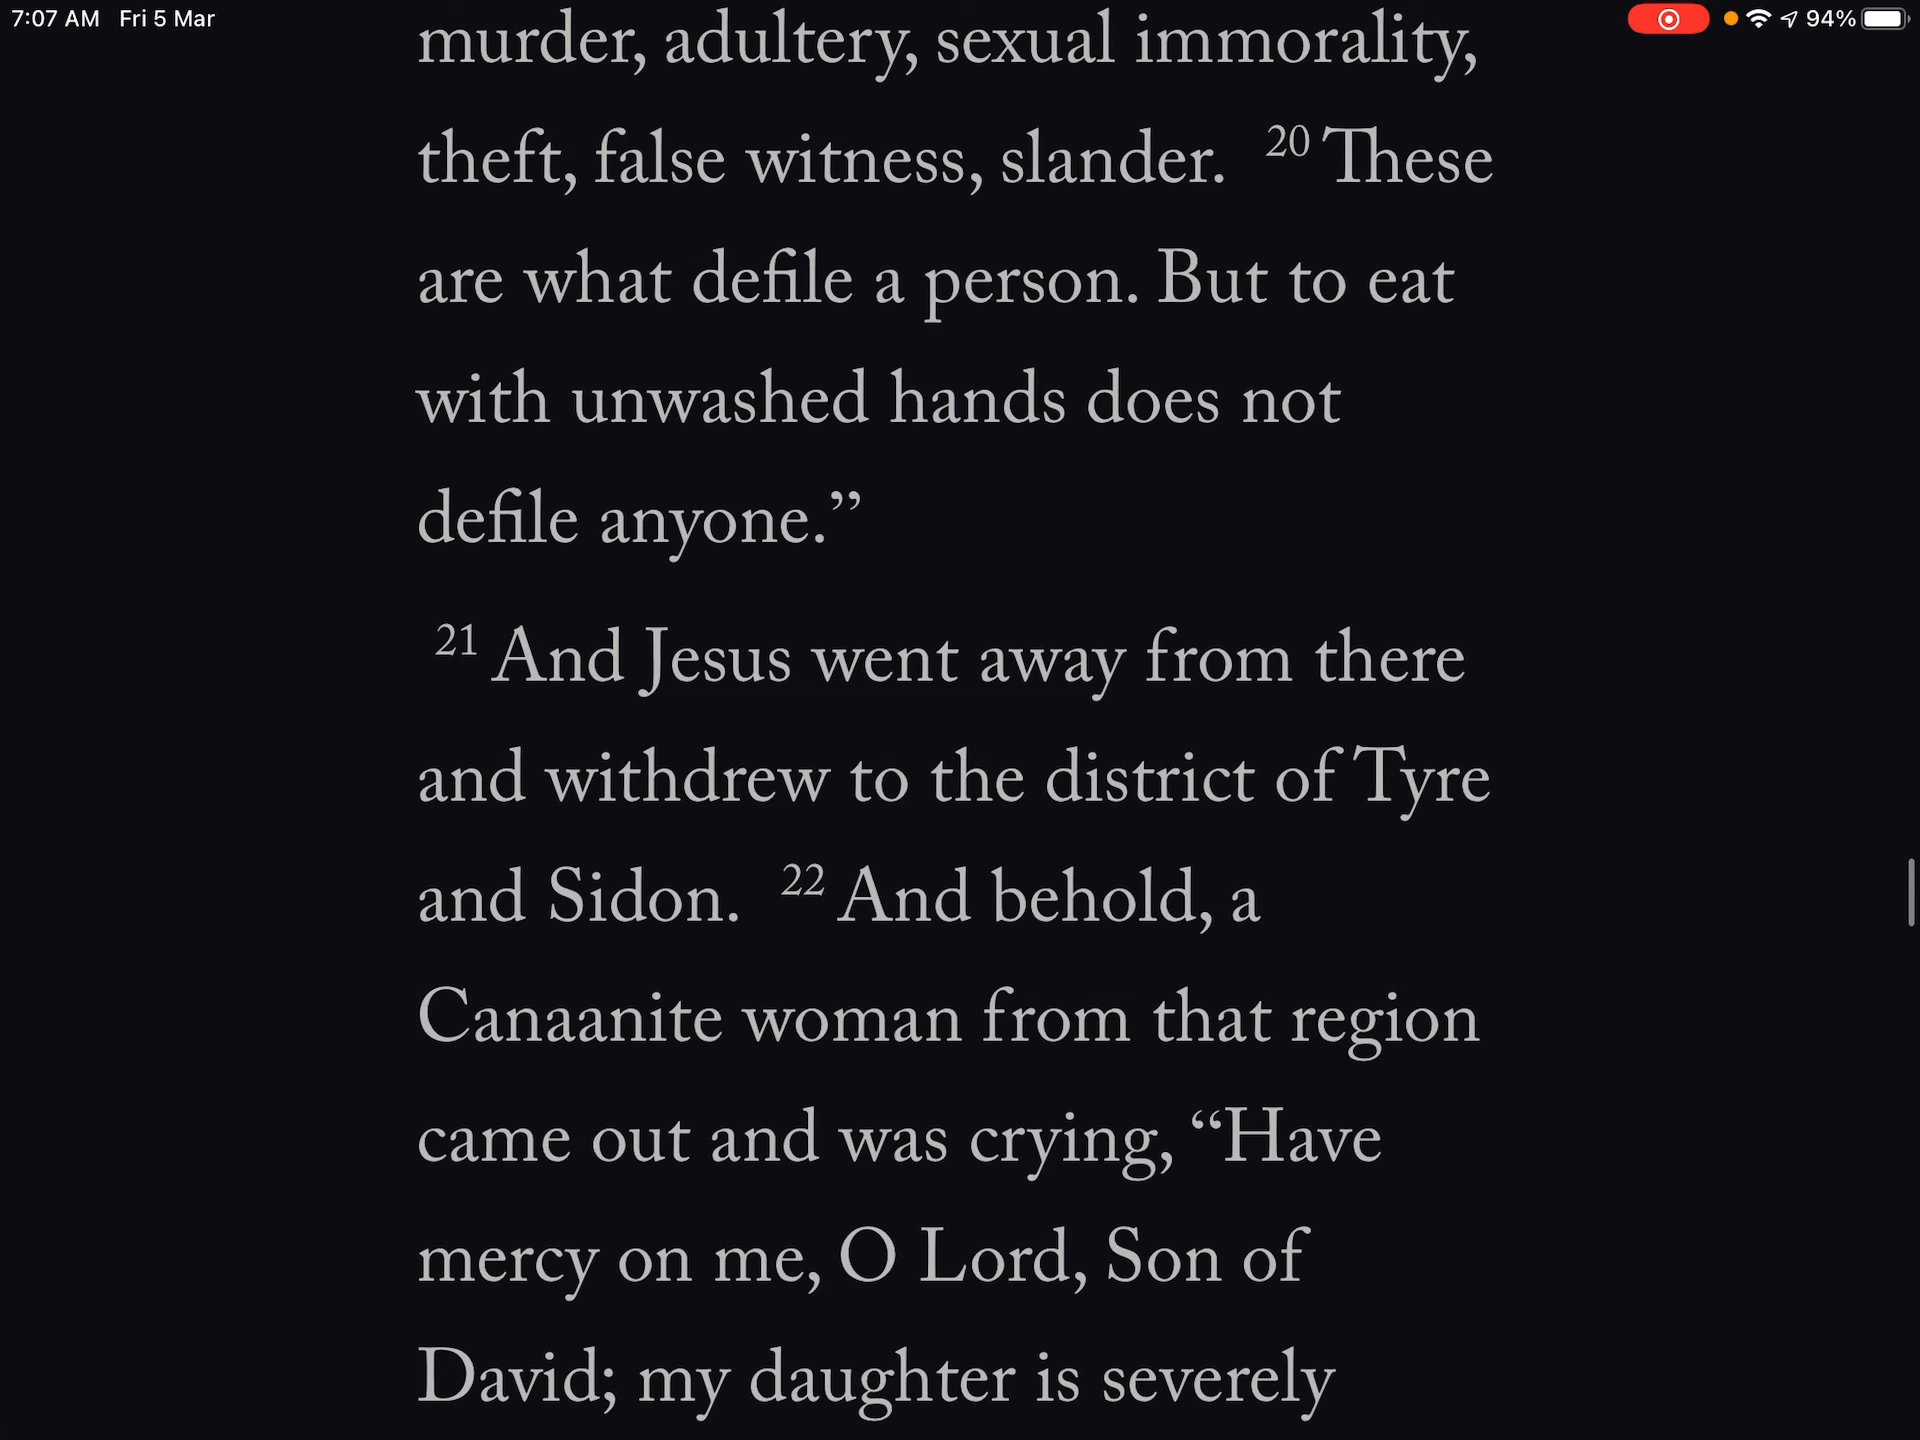 7:07 AM Fri 5 Mar 94%
murder, adultery, sexual immorality,
theft, false witness, slander. 20 These
are what defile a person. But to eat
with unwashed hands does not
defile anyone.”
21 And Jesus went away from there
and withdrew to the district of Tyre
and Sidon. 22 And behold, a
Canaanite woman from that region
came out and was crying, “Have
mercy on me, O Lord, Son of
David; my daughter is severely